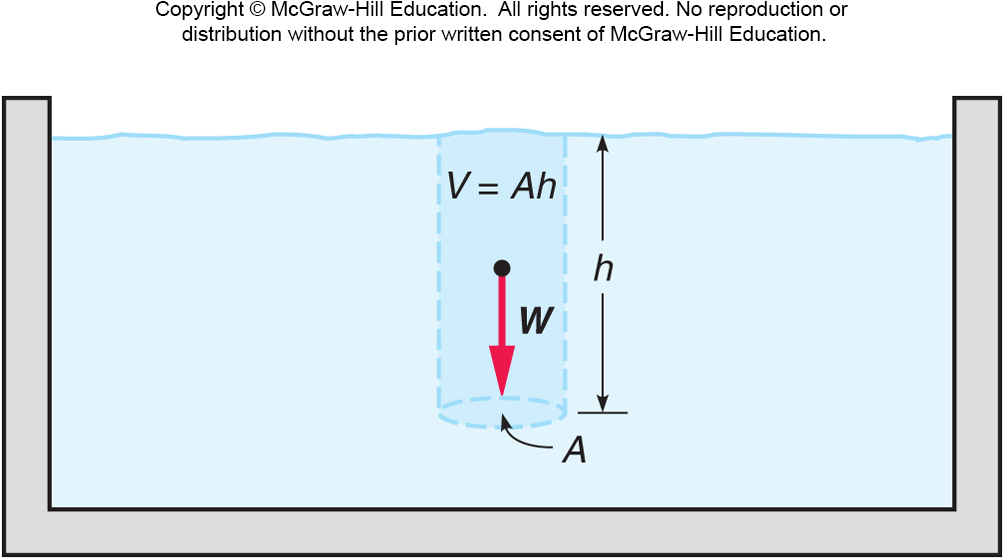 Copyright © McGraw-Hill Education.  All rights reserved. No reproduction or
distribution without the prior written consent of McGraw-Hill Education.
V = Ah
h
W
A